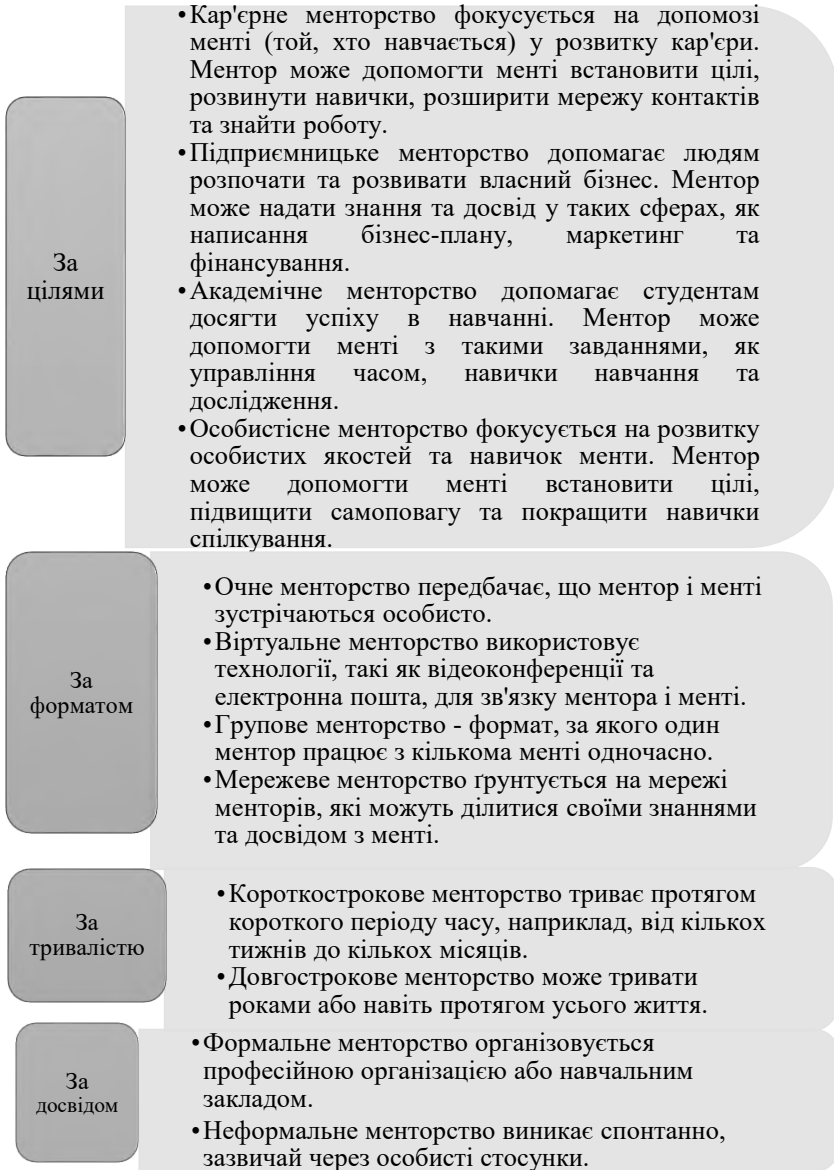 За
цілями
•Кар'єрне менторство фокусується на допомозі
менті (той, хто навчається) у розвитку кар'єри.
Ментор може допомогти менті встановити цілі,
розвинути навички, розширити мережу контактів
та знайти роботу.
•Підприємницьке менторство допомагає людям
розпочати та розвивати власний бізнес. Ментор
може надати знання та досвід у таких сферах, як
написання бізнес-плану, маркетинг та
фінансування.
•Академічне менторство допомагає студентам
досягти успіху в навчанні. Ментор може
допомогти менті з такими завданнями, як
управління часом, навички навчання та
дослідження.
•Особистісне менторство фокусується на розвитку
особистих якостей та навичок менти. Ментор
може допомогти менті встановити цілі,
підвищити самоповагу та покращити навички
спілкування.
За
форматом
•Очне менторство передбачає, що ментор і менті
зустрічаються особисто.
•Віртуальне менторство використовує
технології, такі як відеоконференції та
електронна пошта, для зв'язку ментора і менті.
•Групове менторство - формат, за якого один
ментор працює з кількома менті одночасно.
•Мережеве менторство ґрунтується на мережі
менторів, які можуть ділитися своїми знаннями
та досвідом з менті.
За
тривалістю
•Короткострокове менторство триває протягом
короткого періоду часу, наприклад, від кількох
тижнів до кількох місяців.
•Довгострокове менторство може тривати
роками або навіть протягом усього життя.
За
досвідом
•Формальне менторство організовується
професійною організацією або навчальним
закладом.
•Неформальне менторство виникає спонтанно,
зазвичай через особисті стосунки.